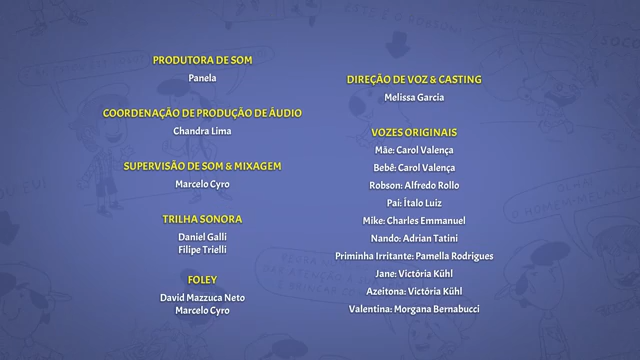 PRODUTORA DE SOM
Panela
COORDENAÇÃO DE PRODUÇÃO DE ÁUDIO
Chandra Lima
SUPERVISÃO DE SOM & MIXAGEM
Marcelo Cyro
TRILHA SONORA
Daniel Galli
Filipe Trielli
FOLEY
David Mazzuca Neto
Marcelo Cyro
DIREÇÃO DE VOZ & CASTING
Melissa Garcia
VOZES ORIGINAIS
Mãe: Carol Valença
Bebê: Carol Valença
Robson: Alfredo Rollo
Pai: Ítalo Luiz
Mike: Charles Emmanuel
Nando: Adrian Tatini
Priminha Irritante: Pamella Rodrigues
Jane: Victória Kühl
Azeitona: Victória Kühl
Valentina: Morgana Bernabucci